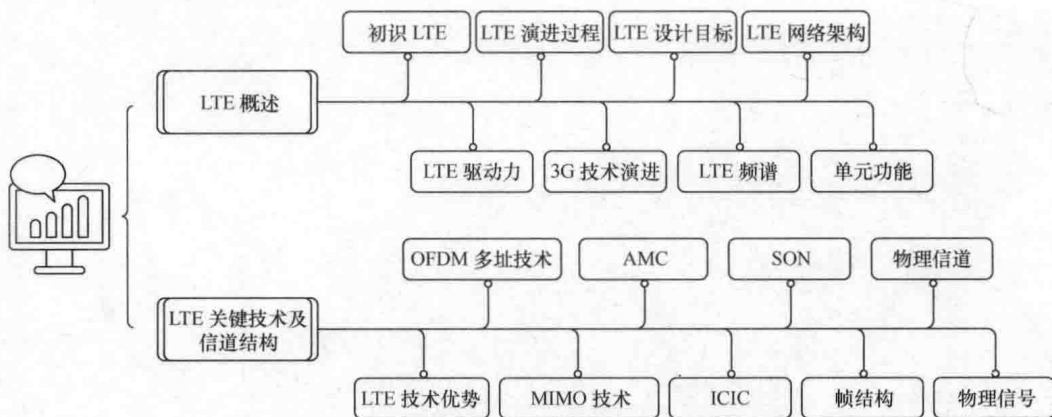 初识 LTE
LTE 演进过程
LTE 设计目标
LTE 网络架构
LTE 概述
LTE 驱动力
3G 技术演进
LTE 频谱
单元功能
OFDM 多址技术
AMC
SON
物理信道
LTE 关键技术及
信道结构
LTE 技术优势
MIMO 技术
ICIC
帧结构
物理信号